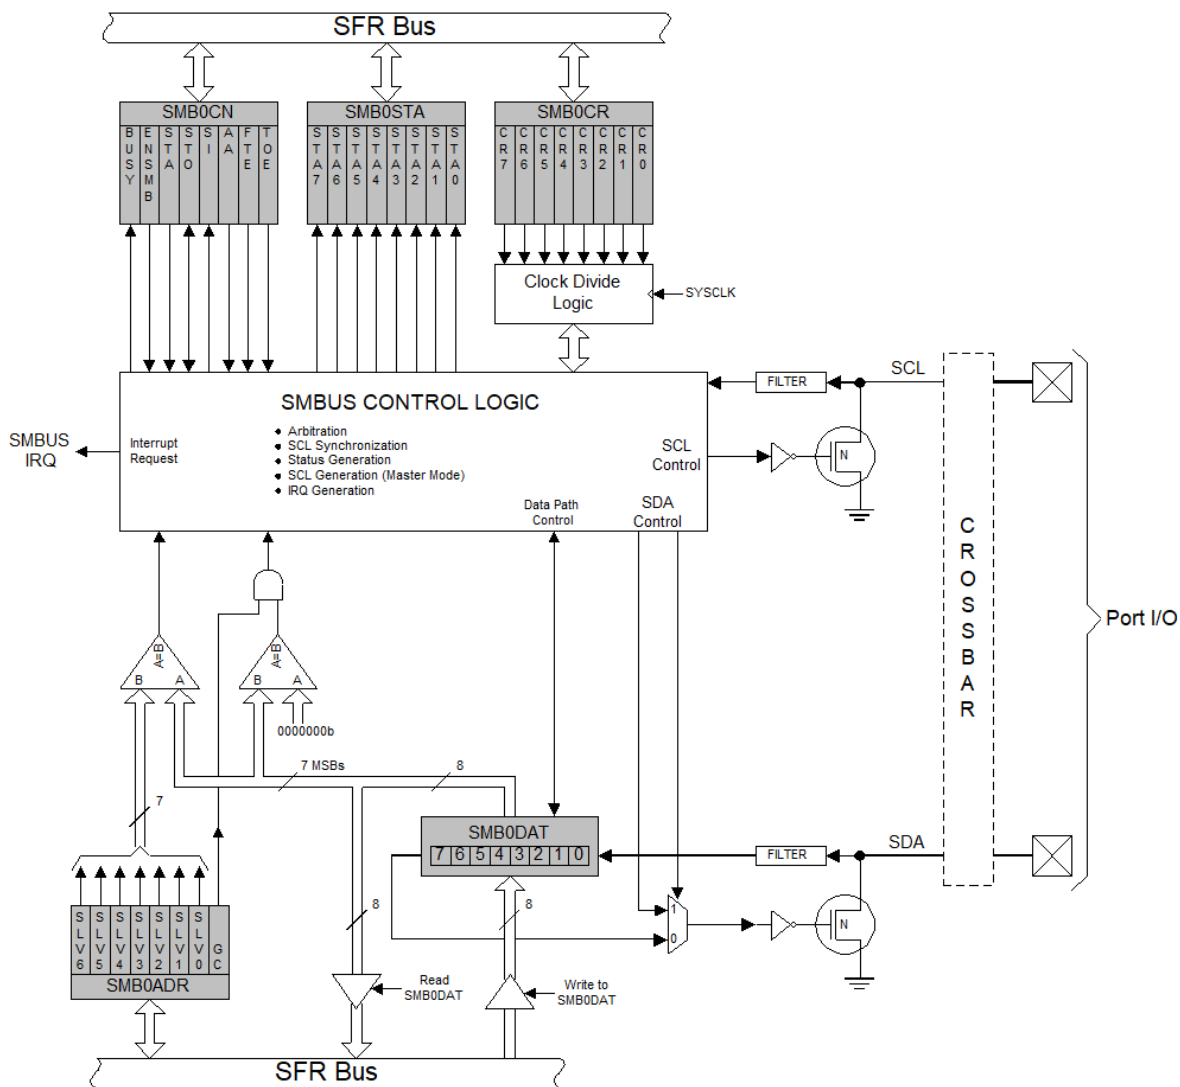 SFR Bus
SMB0CN
SMB0STA
SMB0CR
BUSY
ENSMB
STA
STO
SI
AA
FTE
TOE
STA7
STA6
STA5
STA4
STA3
STA2
STA1
STA0
CR7
CR6
CR5
CR4
CR3
CR2
CR1
CR0
Clock Divide
Logic
SYSCLK
SMBUS CONTROL LOGIC
Arbitration
SCL Synchronization
Status Generation
SCL Generation (Master Mode)
IRQ Generation
SMBUS
IRQ
Interrupt
Request
SCL
Control
Data Path
Control
SDA
Control
FILTER
SCL
N
CROSSBAR
Port I/O
A=B
B A
A=B
B A
0000000b
7 MSBs
8
7
SMB0DAT
7 6 5 4 3 2 1 0
FILTER
SDA
1
0
N
8
8
SLV6
SLV5
SLV4
SLV3
SLV2
SLV1
SLV0
GC
SMB0ADR
Read
SMB0DAT
Write to
SMB0DAT
SFR Bus